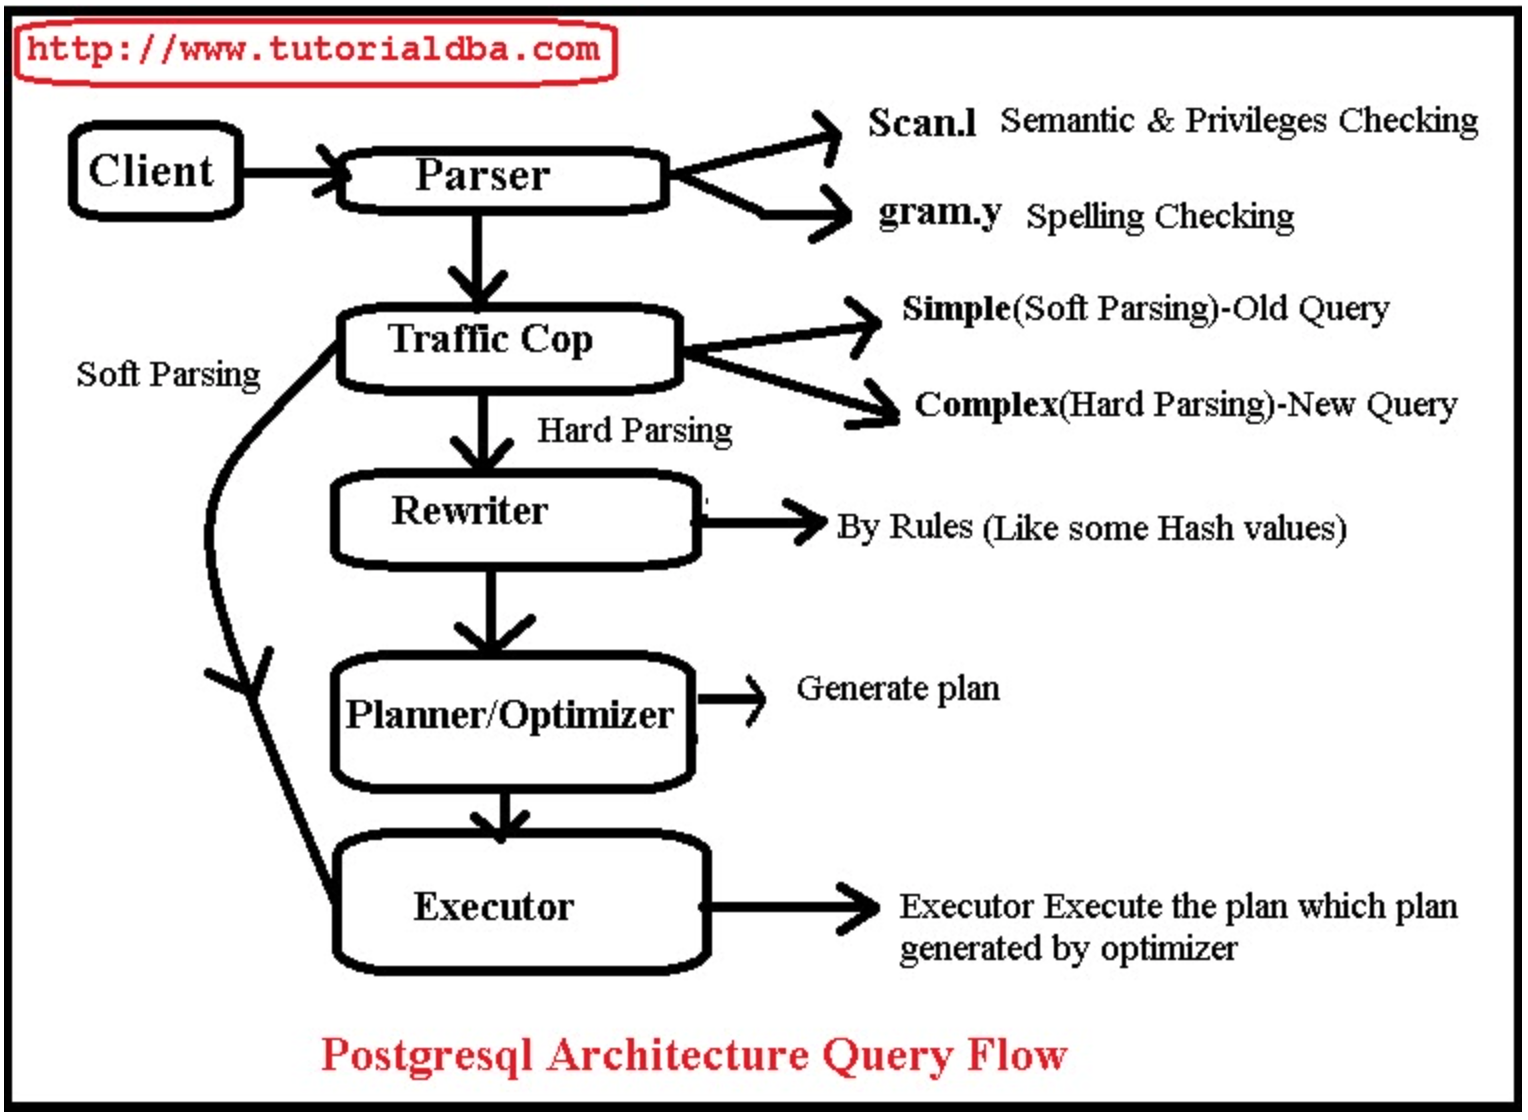 http://www.tutorialdba.com
Client
Parser
Scan.l Semantic & Privileges Checking
gram.y Spelling Checking
Traffic Cop
Simple(Soft Parsing)-Old Query
Complex(Hard Parsing)-New Query
Soft Parsing
Hard Parsing
Rewriter
By Rules (Like some Hash values)
Planner/Optimizer
Generate plan
Executor
Executor Execute the plan which plan
generated by optimizer
Postgresql Architecture Query Flow